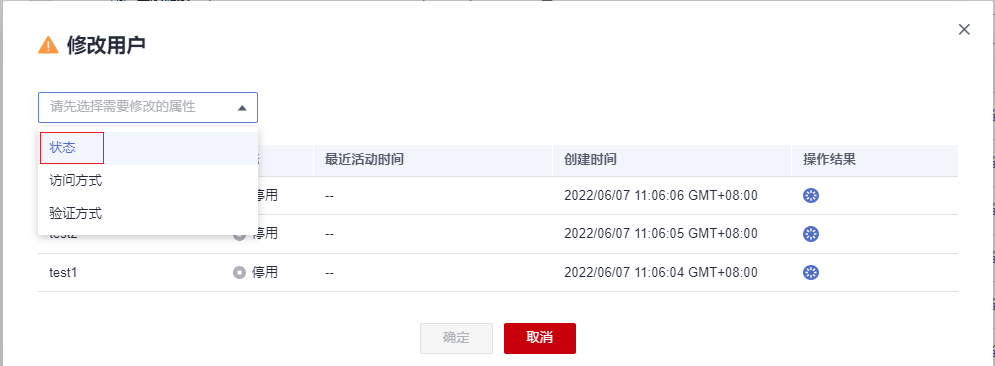 修改用户
请先选择需要修改的属性
状态
访问方式
验证方式
最近活动时间 创建时间 操作结果
停用 -- 2022/06/07 11:06:06 GMT+08:00
test2 停用 -- 2022/06/07 11:06:05 GMT+08:00
test1 停用 -- 2022/06/07 11:06:04 GMT+08:00
确定 取消